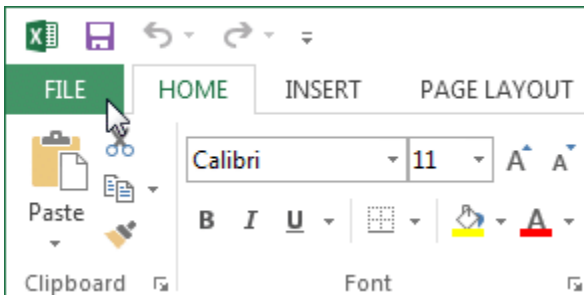 FILE HOME INSERT PAGE LAYOUT
Calibri 11 A A
Paste B I U A
Clipboard Font